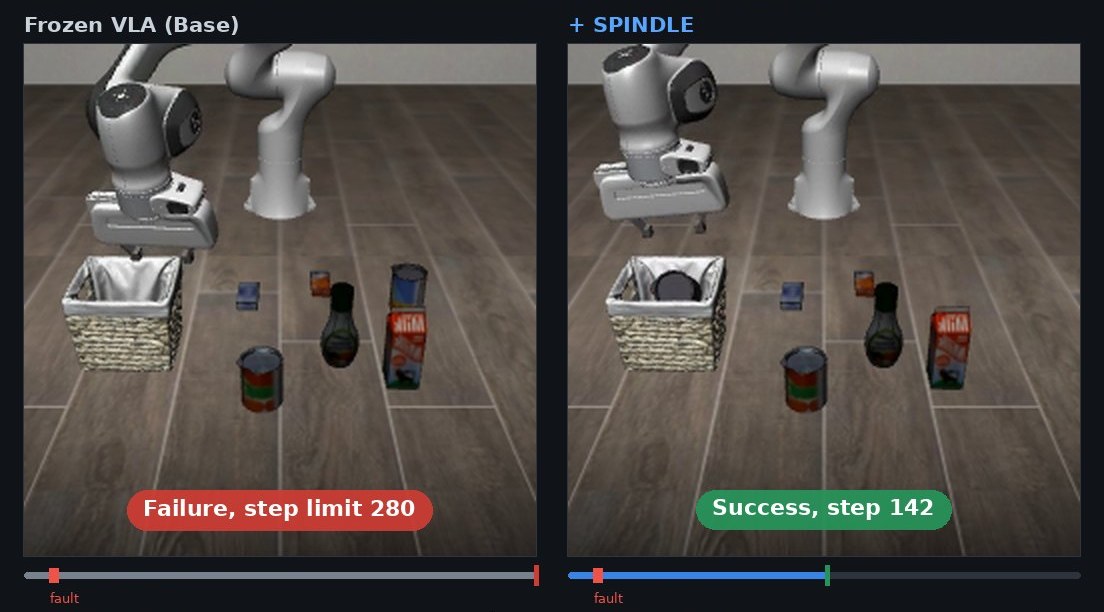 Frozen VLA (Base)
+ SPINDLE
Failure, step limit 280
Success, step 142
fault
fault